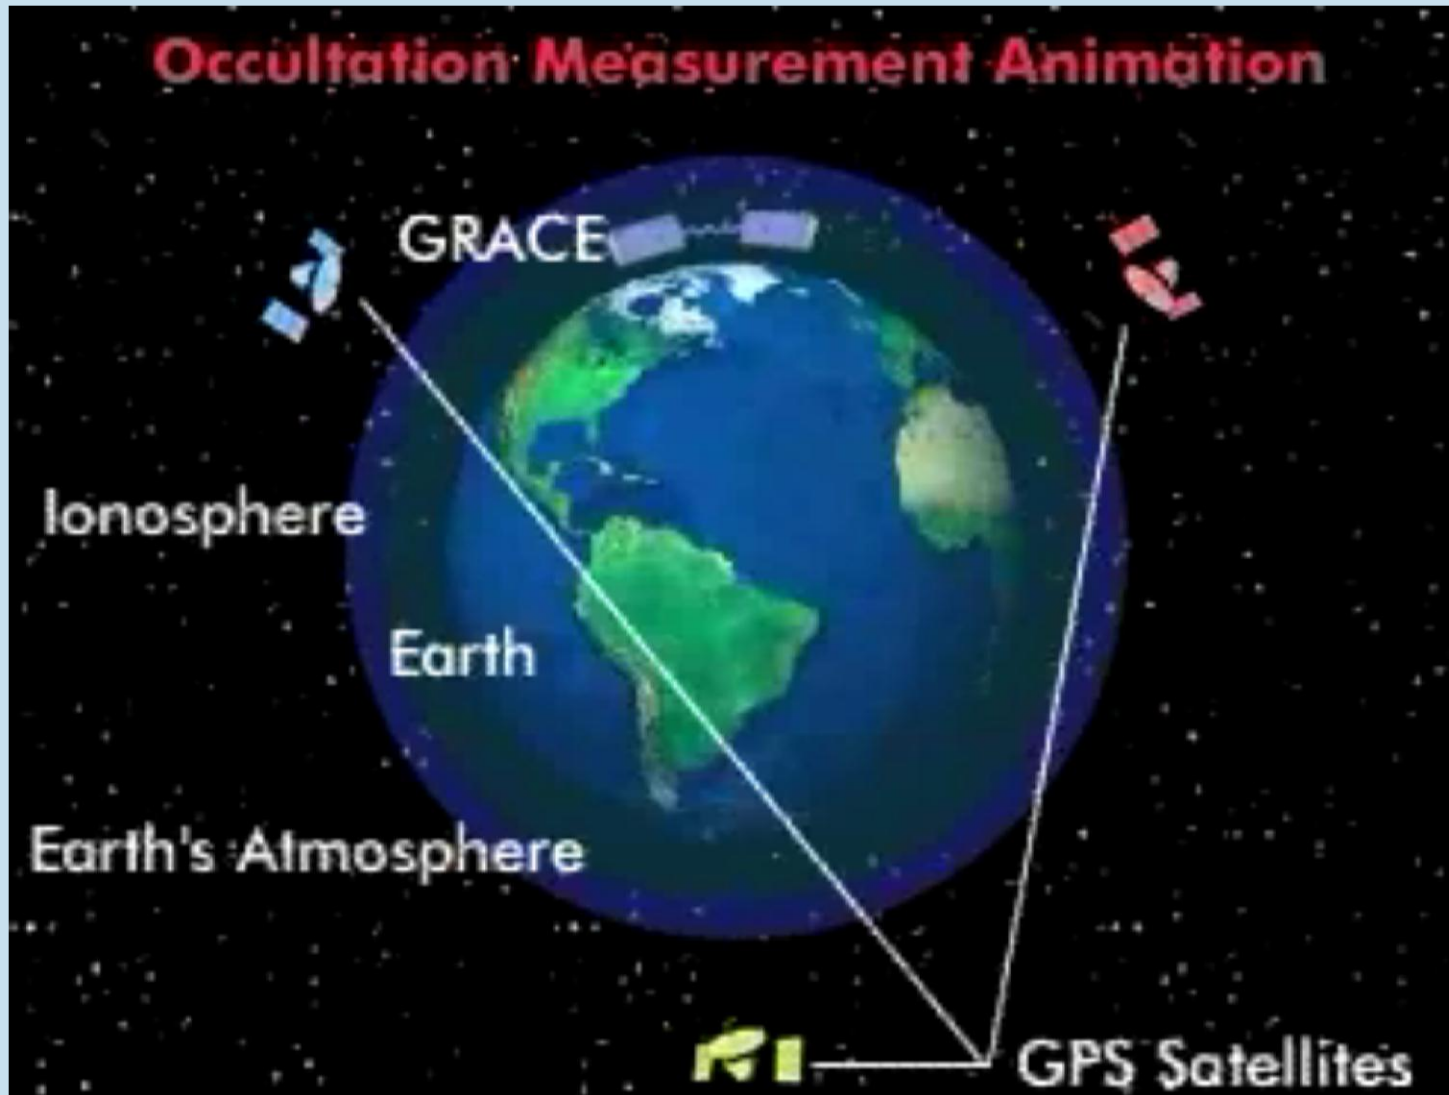 Occultation Measurement Animation
GRACE
Ionosphere
Earth
Earth's Atmosphere
GPS Satellites